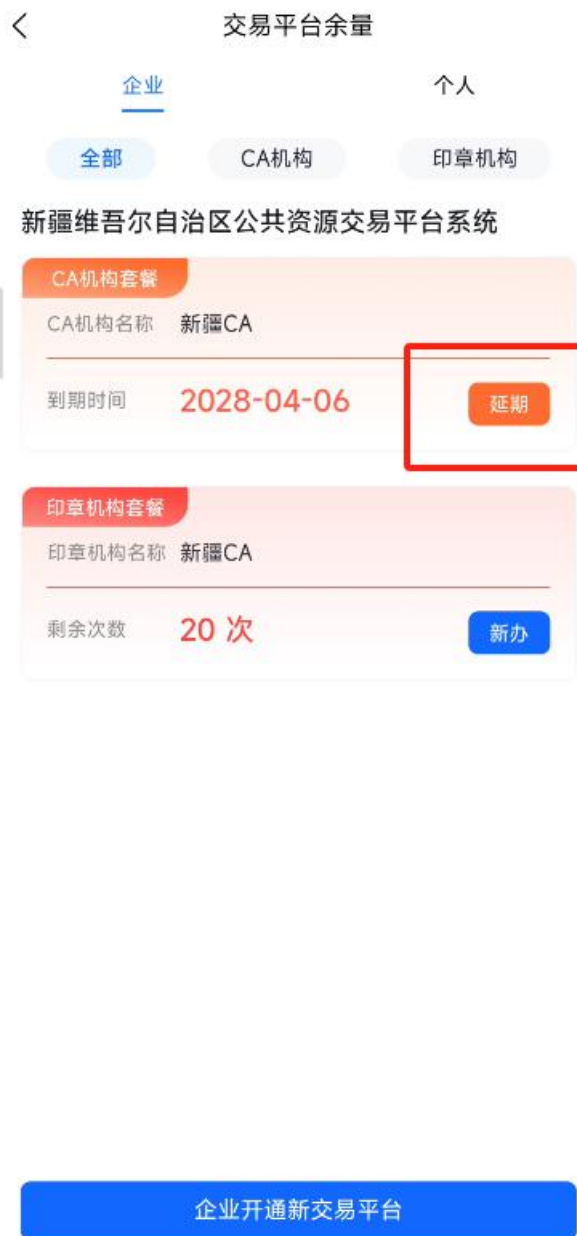 交易平台余量
企业 个人
全部 CA机构 印章机构
新疆维吾尔自治区公共资源交易平台系统
CA机构套餐
CA机构名称 新疆CA
到期时间 2028-04-06 延期
印章机构套餐
印章机构名称 新疆CA
剩余次数 20 次 新办
企业开通新交易平台